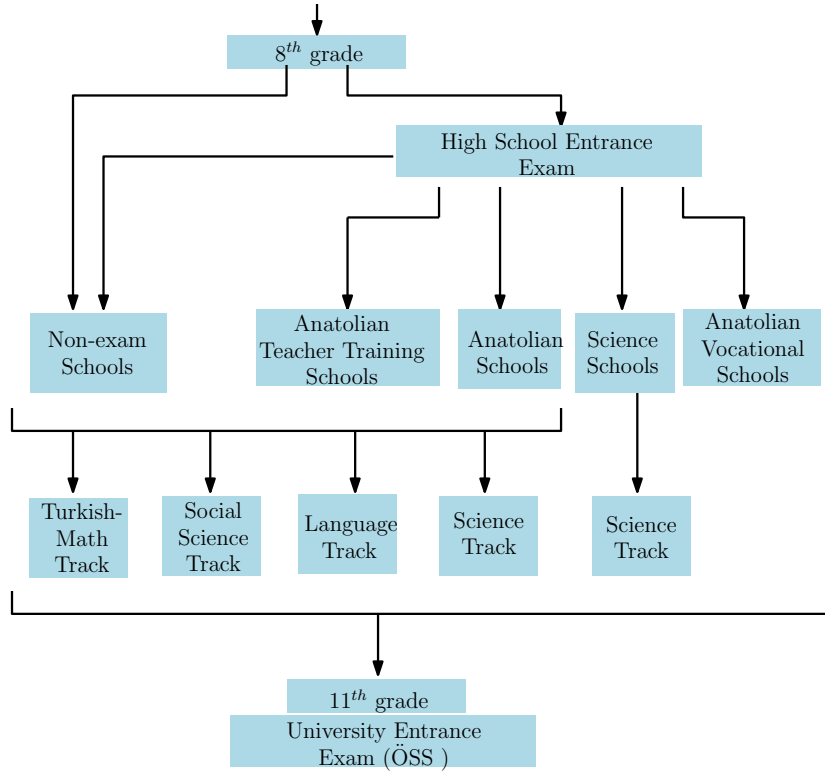 8th grade
High School Entrance
Exam
Non-exam
Schools
Anatolian
Teacher Training
Schools
Anatolian
Schools
Science
Schools
Anatolian
Vocational
Schools
Turkish-
Math
Track
Social
Science
Track
Language
Track
Science
Track
Science
Track
11th grade
University Entrance
Exam (ÖSS )